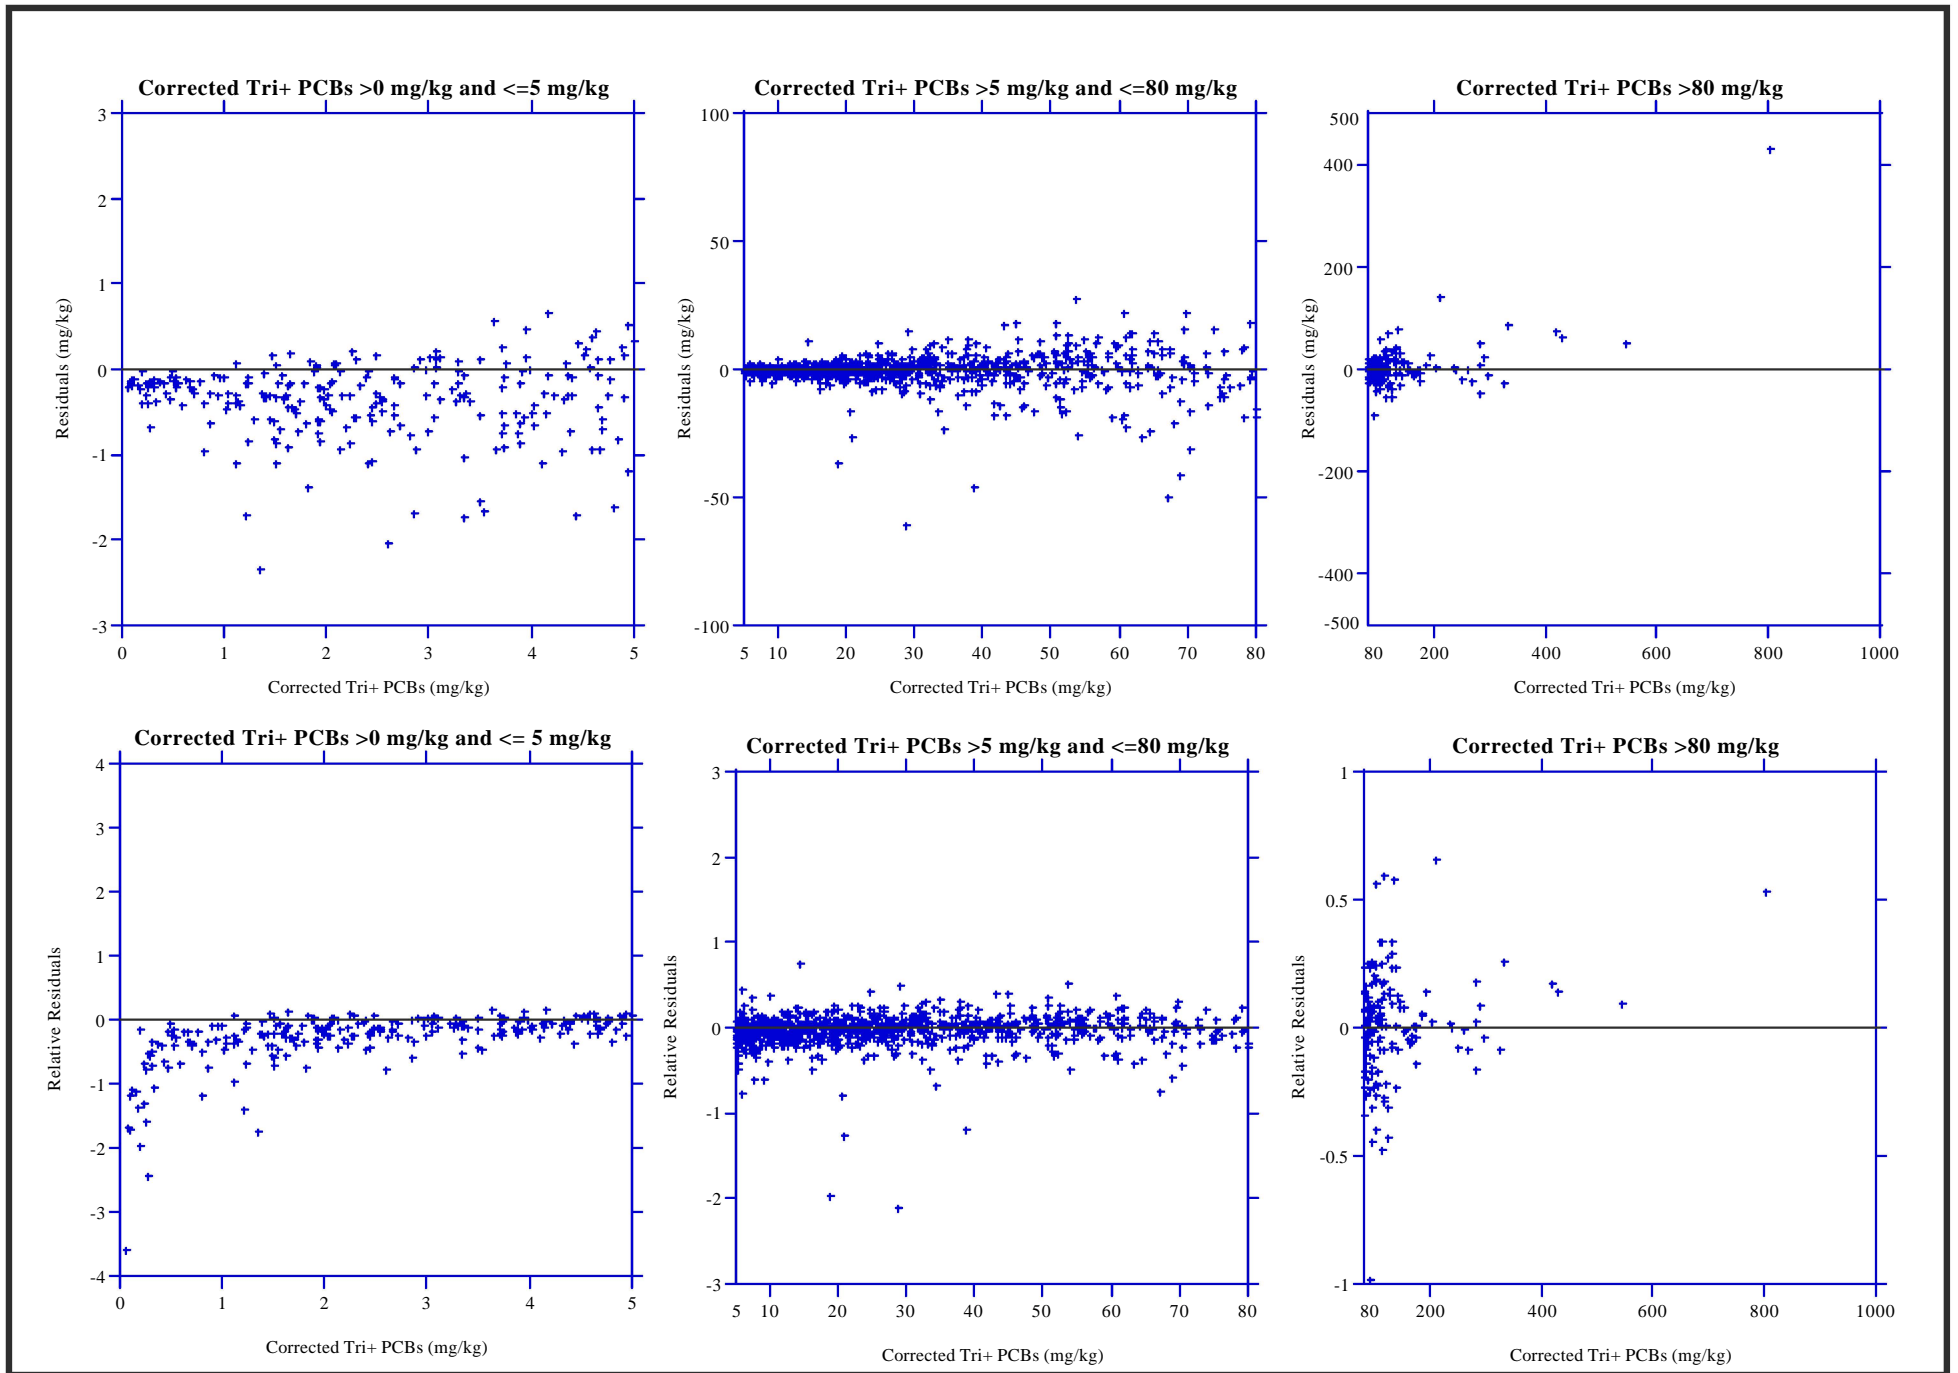 Corrected Tri+ PCBs >0 mg/kg and <=5 mg/kg
3
2
1
0
-1
-2
-3
Residuals (mg/kg)
0 1 2 3 4 5
Corrected Tri+ PCBs (mg/kg)
Corrected Tri+ PCBs >5 mg/kg and <=80 mg/kg
100
50
0
-50
-100
Residuals (mg/kg)
5 10 20 30 40 50 60 70 80
Corrected Tri+ PCBs (mg/kg)
Corrected Tri+ PCBs >80 mg/kg
500
400
200
0
-200
-400
-500
Residuals (mg/kg)
80 200 400 600 800 1000
Corrected Tri+ PCBs (mg/kg)
Corrected Tri+ PCBs >0 mg/kg and <= 5 mg/kg
4
3
2
1
0
-1
-2
-3
-4
Relative Residuals
0 1 2 3 4 5
Corrected Tri+ PCBs (mg/kg)
Corrected Tri+ PCBs >5 mg/kg and <=80 mg/kg
3
2
1
0
-1
-2
-3
Relative Residuals
5 10 20 30 40 50 60 70 80
Corrected Tri+ PCBs (mg/kg)
Corrected Tri+ PCBs >80 mg/kg
1
0.5
0
-0.5
-1
Relative Residuals
80 200 400 600 800 1000
Corrected Tri+ PCBs (mg/kg)